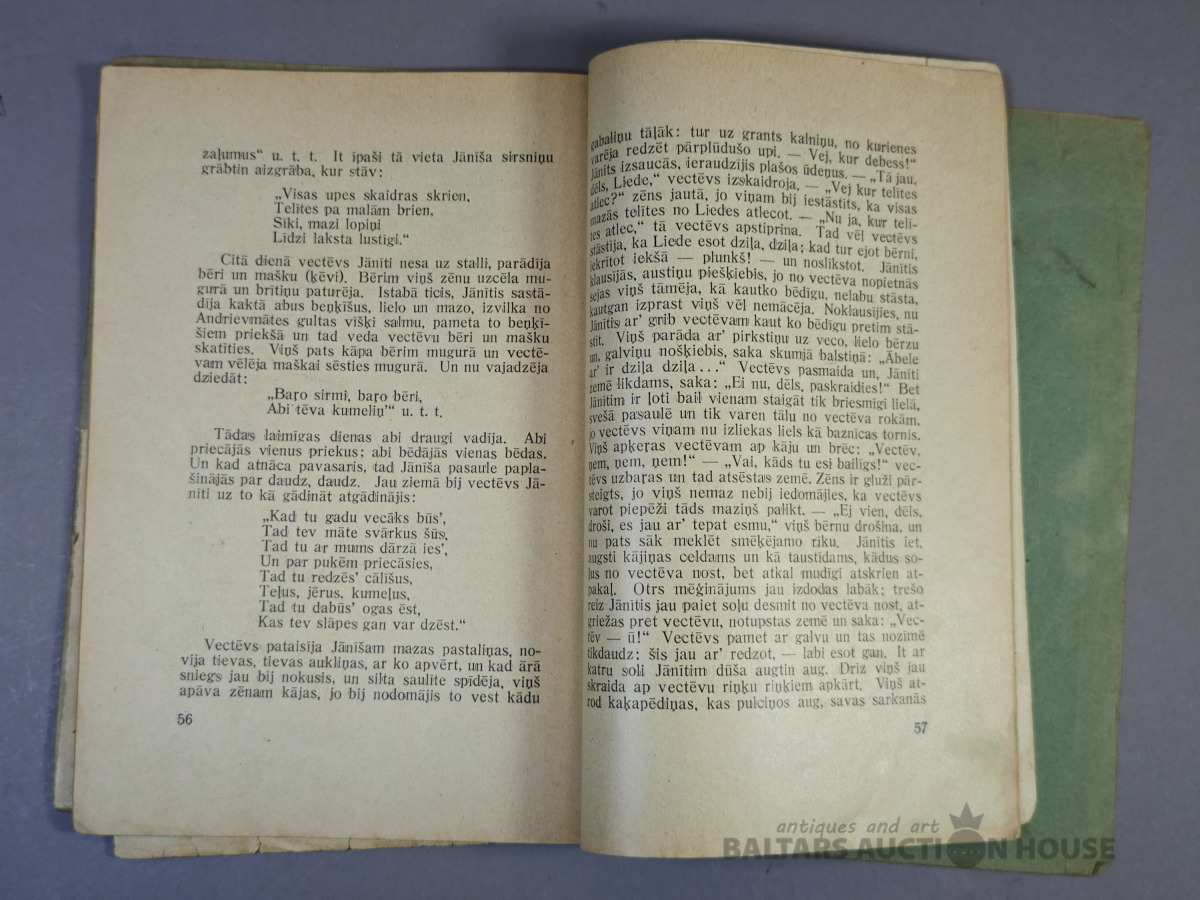 zaļumus“ u. t. t. It īpaši tā vieta Jānīša sirsniņu
grābtin aizgrāba, kur stāv:
„Visas upes skaidras skrien,
Telītes pa malām brien,
Sīki, mazi lopiņi
Līdzi laksta lustīgi.“
Citā dienā vectēvs Jānīti nesa uz stalli, parādīja
bēri un mašku (ķēvi). Bērim viņš zēnu uzcēla mu-
gurā un brītiņu paturēja. Istabā ticis, Jānītis sastā-
dīja kaktā abus beņķīšus, lielo un mazo, izvilka no
Andrievmātes gultas vīšķi salmu, pameta to beņķī-
šiem priekšā un tad veda vectēvu bēri un mašku
skatīties. Viņš pats kāpa bērim mugurā un vectē-
vam vēlēja maškai sēsties mugurā. Un nu vajadzēja
dziedāt:
„Baŗo sirmi, baŗo bēri,
Abi tēva kumeliņ'“ u. t. t.
Tādas laimīgas dienas abi draugi vadīja. Abi
priecājās vienus priekus; abi bēdājās vienas bēdas.
Un kad atnāca pavasaris, tad Jānīša pasaule papla-
šinājās par daudz, daudz. Jau ziemā bij vectēvs Jā-
nīti uz to kā gādināt atgādinājis:
„Kad tu gadu vecāks būs',
Tad tev māte svārkus šūs,
Tad tu ar mums dārzā ies',
Un par puķēm priecāsies,
Tad tu redzēs' cālīšus,
Teļus, jērus, kumeļus,
Tad tu dabūs' ogas ēst,
Kas tev slāpes gan var dzēst.“
Vectēvs pataisīja Jānīšam mazas pastaliņas, no-
vija tievas, tievas aukliņas, ar ko apvērt, un kad ārā
sniegs jau bij nokusis, un silta saulīte spīdēja, viņš
apāva zēnam kājas, jo bij nodomājis to vest kādu
56
gabaliņu tāļāk: tur uz grants kalniņu, no kurienes
varēja redzēt pārplūdušo upi. — Vej, kur debess!“
Jānīts izsaucās, ieraudzījis plašos ūdeņus. — „Tā jau,
dēls, Liede,“ vectēvs izskaidroja. — „Vej kur telītes
atlec?“ zēns jautā, jo viņam bij iestāstīts, ka visas
mazās telītes no Liedes atlecot. — „Nu ja, kur telī-
tes atlec,“ tā vectēvs apstiprina. Tad vēl vectēvs
stāstīja, ka Liede esot dziļa, dziļa; kad tur ejot bērni,
iekrītot iekšā — plunkš! — un noslīkstot. Jānītis
klausijās, austiņu piešķiebis, jo no vectēva nopietnās
sejas viņš tāmēja, kā kautko bēdīgu, nelabu stāsta,
kautgan izprast viņš vēl nemācēja. Noklausījies, nu
Jānītis ar' grib vectēvam kaut ko bēdīgu pretim stā-
stīt. Viņš parāda ar' pirkstiņu uz veco, lielo bērzu
un, galviņu nošķiebis, saka skumjā balstiņā: „Ābele
ar' ir dziļa dziļa...“ Vectēvs pasmaida un, Jānīti
zemē likdams, saka: „Ei nu, dēls, paskraidies!“ Bet
Jānītim ir ļoti bail vienam staigāt tik briesmīgi lielā,
svešā pasaulē un tik varen tālu no vectēva rokām,
jo vectēvs viņam nu izliekas liels kā baznīcas tornis.
Viņš apķeras vectēvam ap kāju un brēc: „Vectēv,
ņem, ņem, ņem!“ — „Vai, kāds tu esi bailīgs!“ vec-
tēvs uzbaŗas un tad atsēstas zemē. Zēns ir gluži pār-
steigts, jo viņš nemaz nebij iedomājies, ka vectēvs
varot piepēži tāds maziņš palikt. — „Ej vien, dēls,
droši, es jau ar' tepat esmu,“ viņš bērnu drošina, un
nu pats sāk meklēt smēķējamo rīku. Jānītis iet,
augsti kājiņas celdams un kā taustīdams, kādus so-
ļus no vectēva nost, bet atkal mudīgi atskrien at-
pakaļ. Otrs mēģinājums jau izdodas labāk; trešo
reiz Jānītis jau paiet soļu desmit no vectēva nost, at-
griežas pret vectēvu, notupstas zemē un saka: „Vec-
tēv — ū!“ Vectēvs pamet ar galvu un tas nozīmē
tikdaudz: šis jau ar' redzot, — labi esot gan. It ar
katru soli Jānītim dūša augtin aug. Drīz viņš jau
skraida ap vectēvu riņķu riņķiem apkārt. Viņš at-
rod kaķapēdiņas, kas pulciņos aug, savas sarkanās
57
antiques and art
BALTARS AUCTION HOUSE